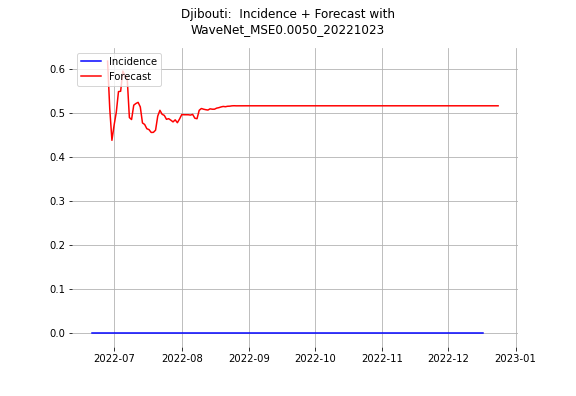 Djibouti:  Incidence + Forecast with
WaveNet_MSE0.0050_20221023
Incidence
Forecast
0.6
0.5
0.4
0.3
0.2
0.1
0.0
2022-07 2022-08 2022-09 2022-10 2022-11 2022-12 2023-01